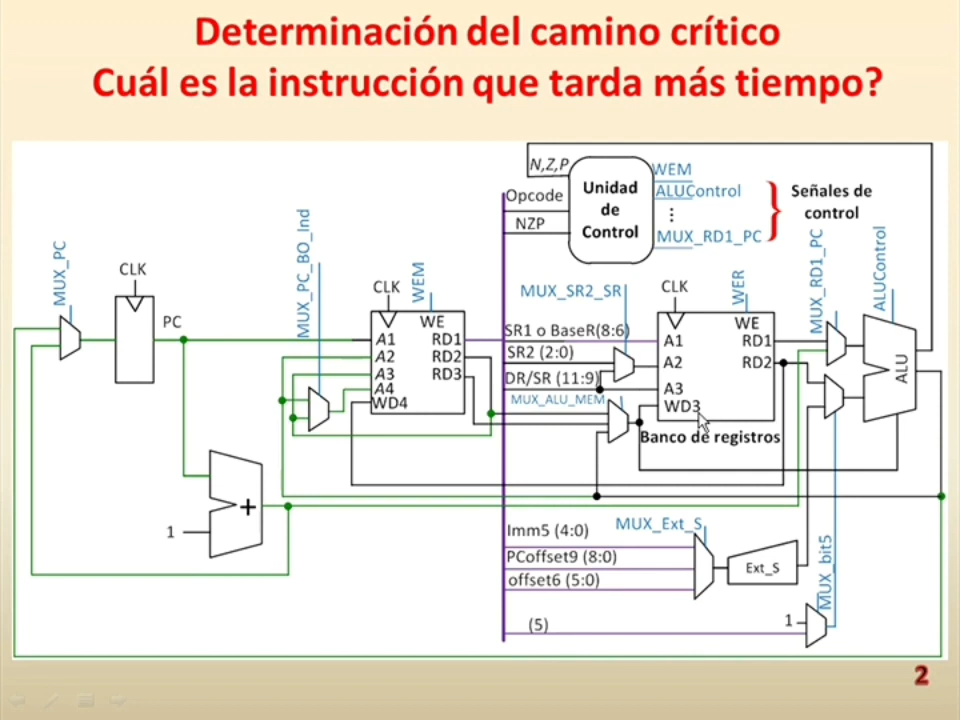 Determinación del camino crítico
Cuál es la instrucción que tarda más tiempo?
N,Z,P
Opcode
NZP
Unidad
de
Control
WEM
ALUControl
⋮
MUX_RD1_PC
Señales de
control
MUX_PC
CLK
PC
MUX_PC_BO_Ind
CLK
WEM
WE
A1
A2
A3
A4
WD4
RD1
RD2
RD3
MUX_SR2_SR
SR1 o BaseR(8:6)
SR2 (2:0)
DR/SR (11:9)
MUX_ALU_MEM
CLK
WER
WE
A1
A2
A3
WD3
RD1
RD2
Banco de registros
MUX_RD1_PC
ALUControl
ALU
+
1
Imm5 (4:0)
PCoffset9 (8:0)
offset6 (5:0)
MUX_Ext_S
Ext_S
MUX_bit5
(5)
1
2